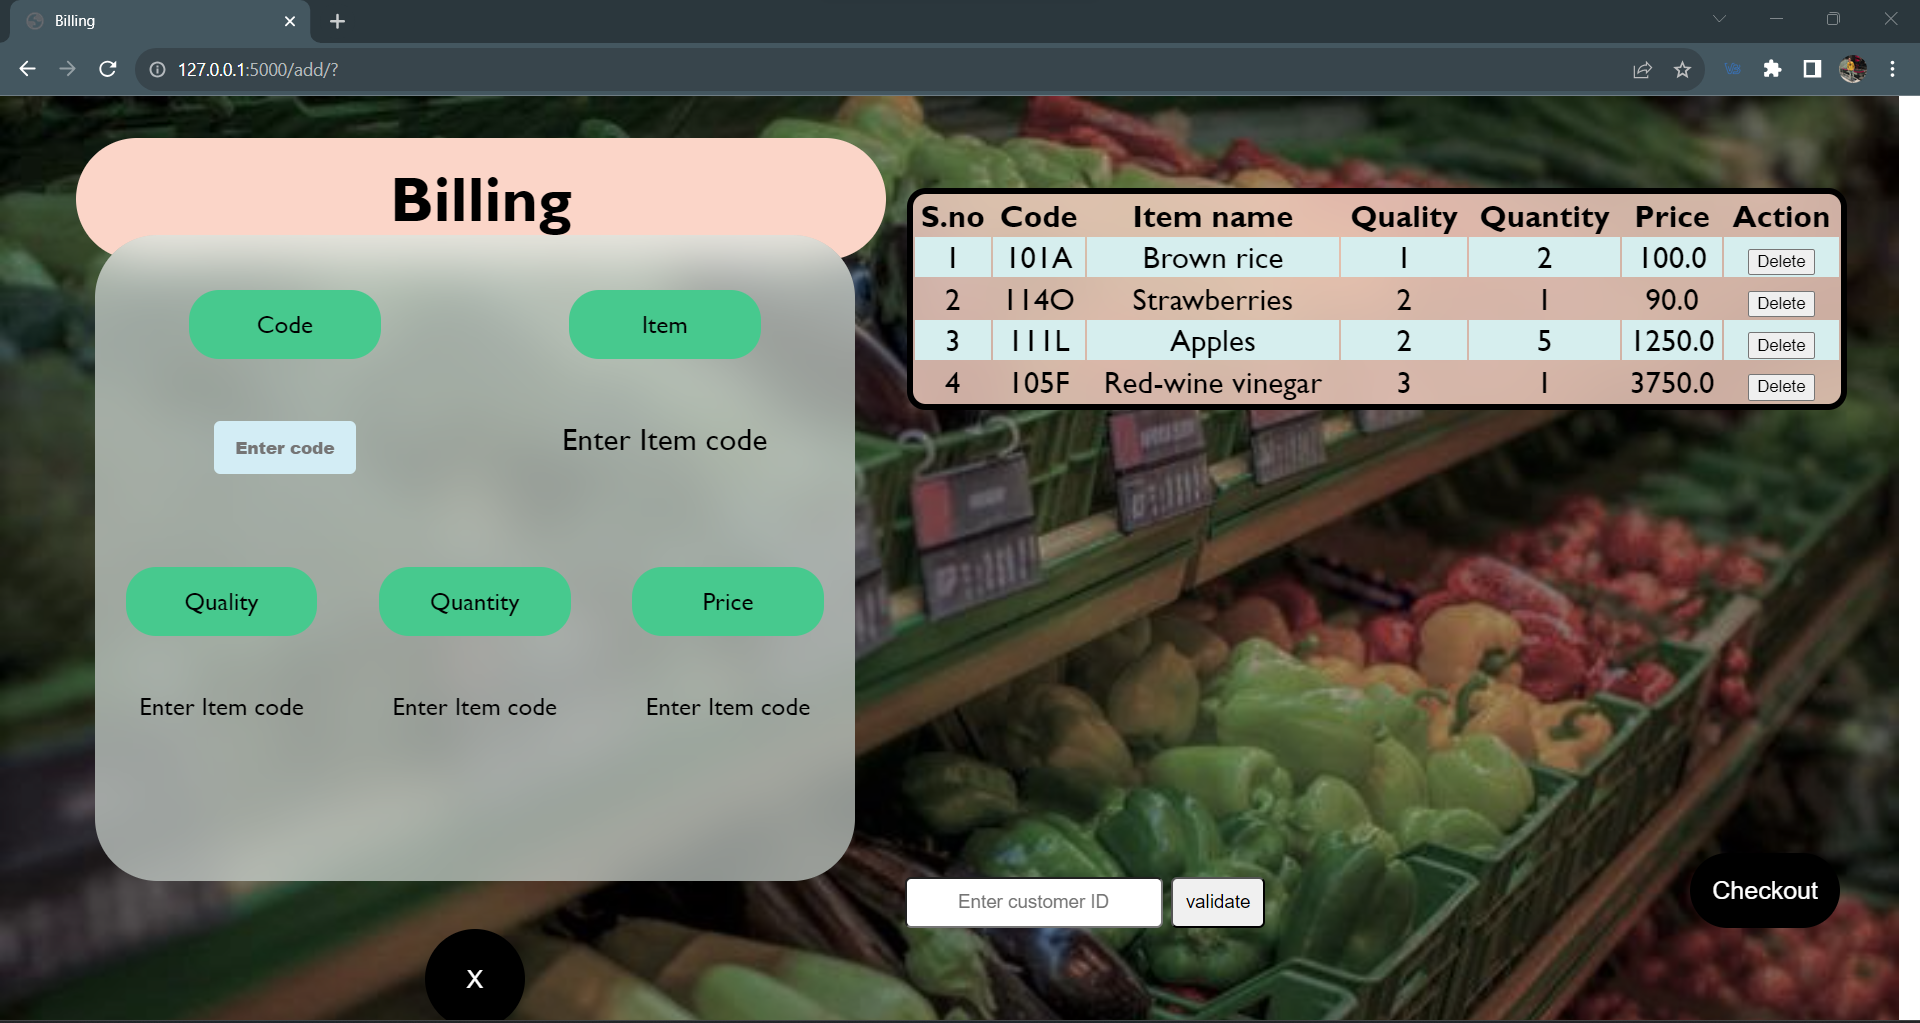 Billing
127.0.0.1:5000/add/?
Billing
Code Item
Enter code Enter Item code
Quality Quantity Price
Enter Item code Enter Item code Enter Item code
X
S.no Code Item name Quality Quantity Price Action
1 101A Brown rice 1 2 100.0 Delete
2 114O Strawberries 2 1 90.0 Delete
3 111L Apples 2 5 1250.0 Delete
4 105F Red-wine vinegar 3 1 3750.0 Delete
Enter customer ID validate
Checkout